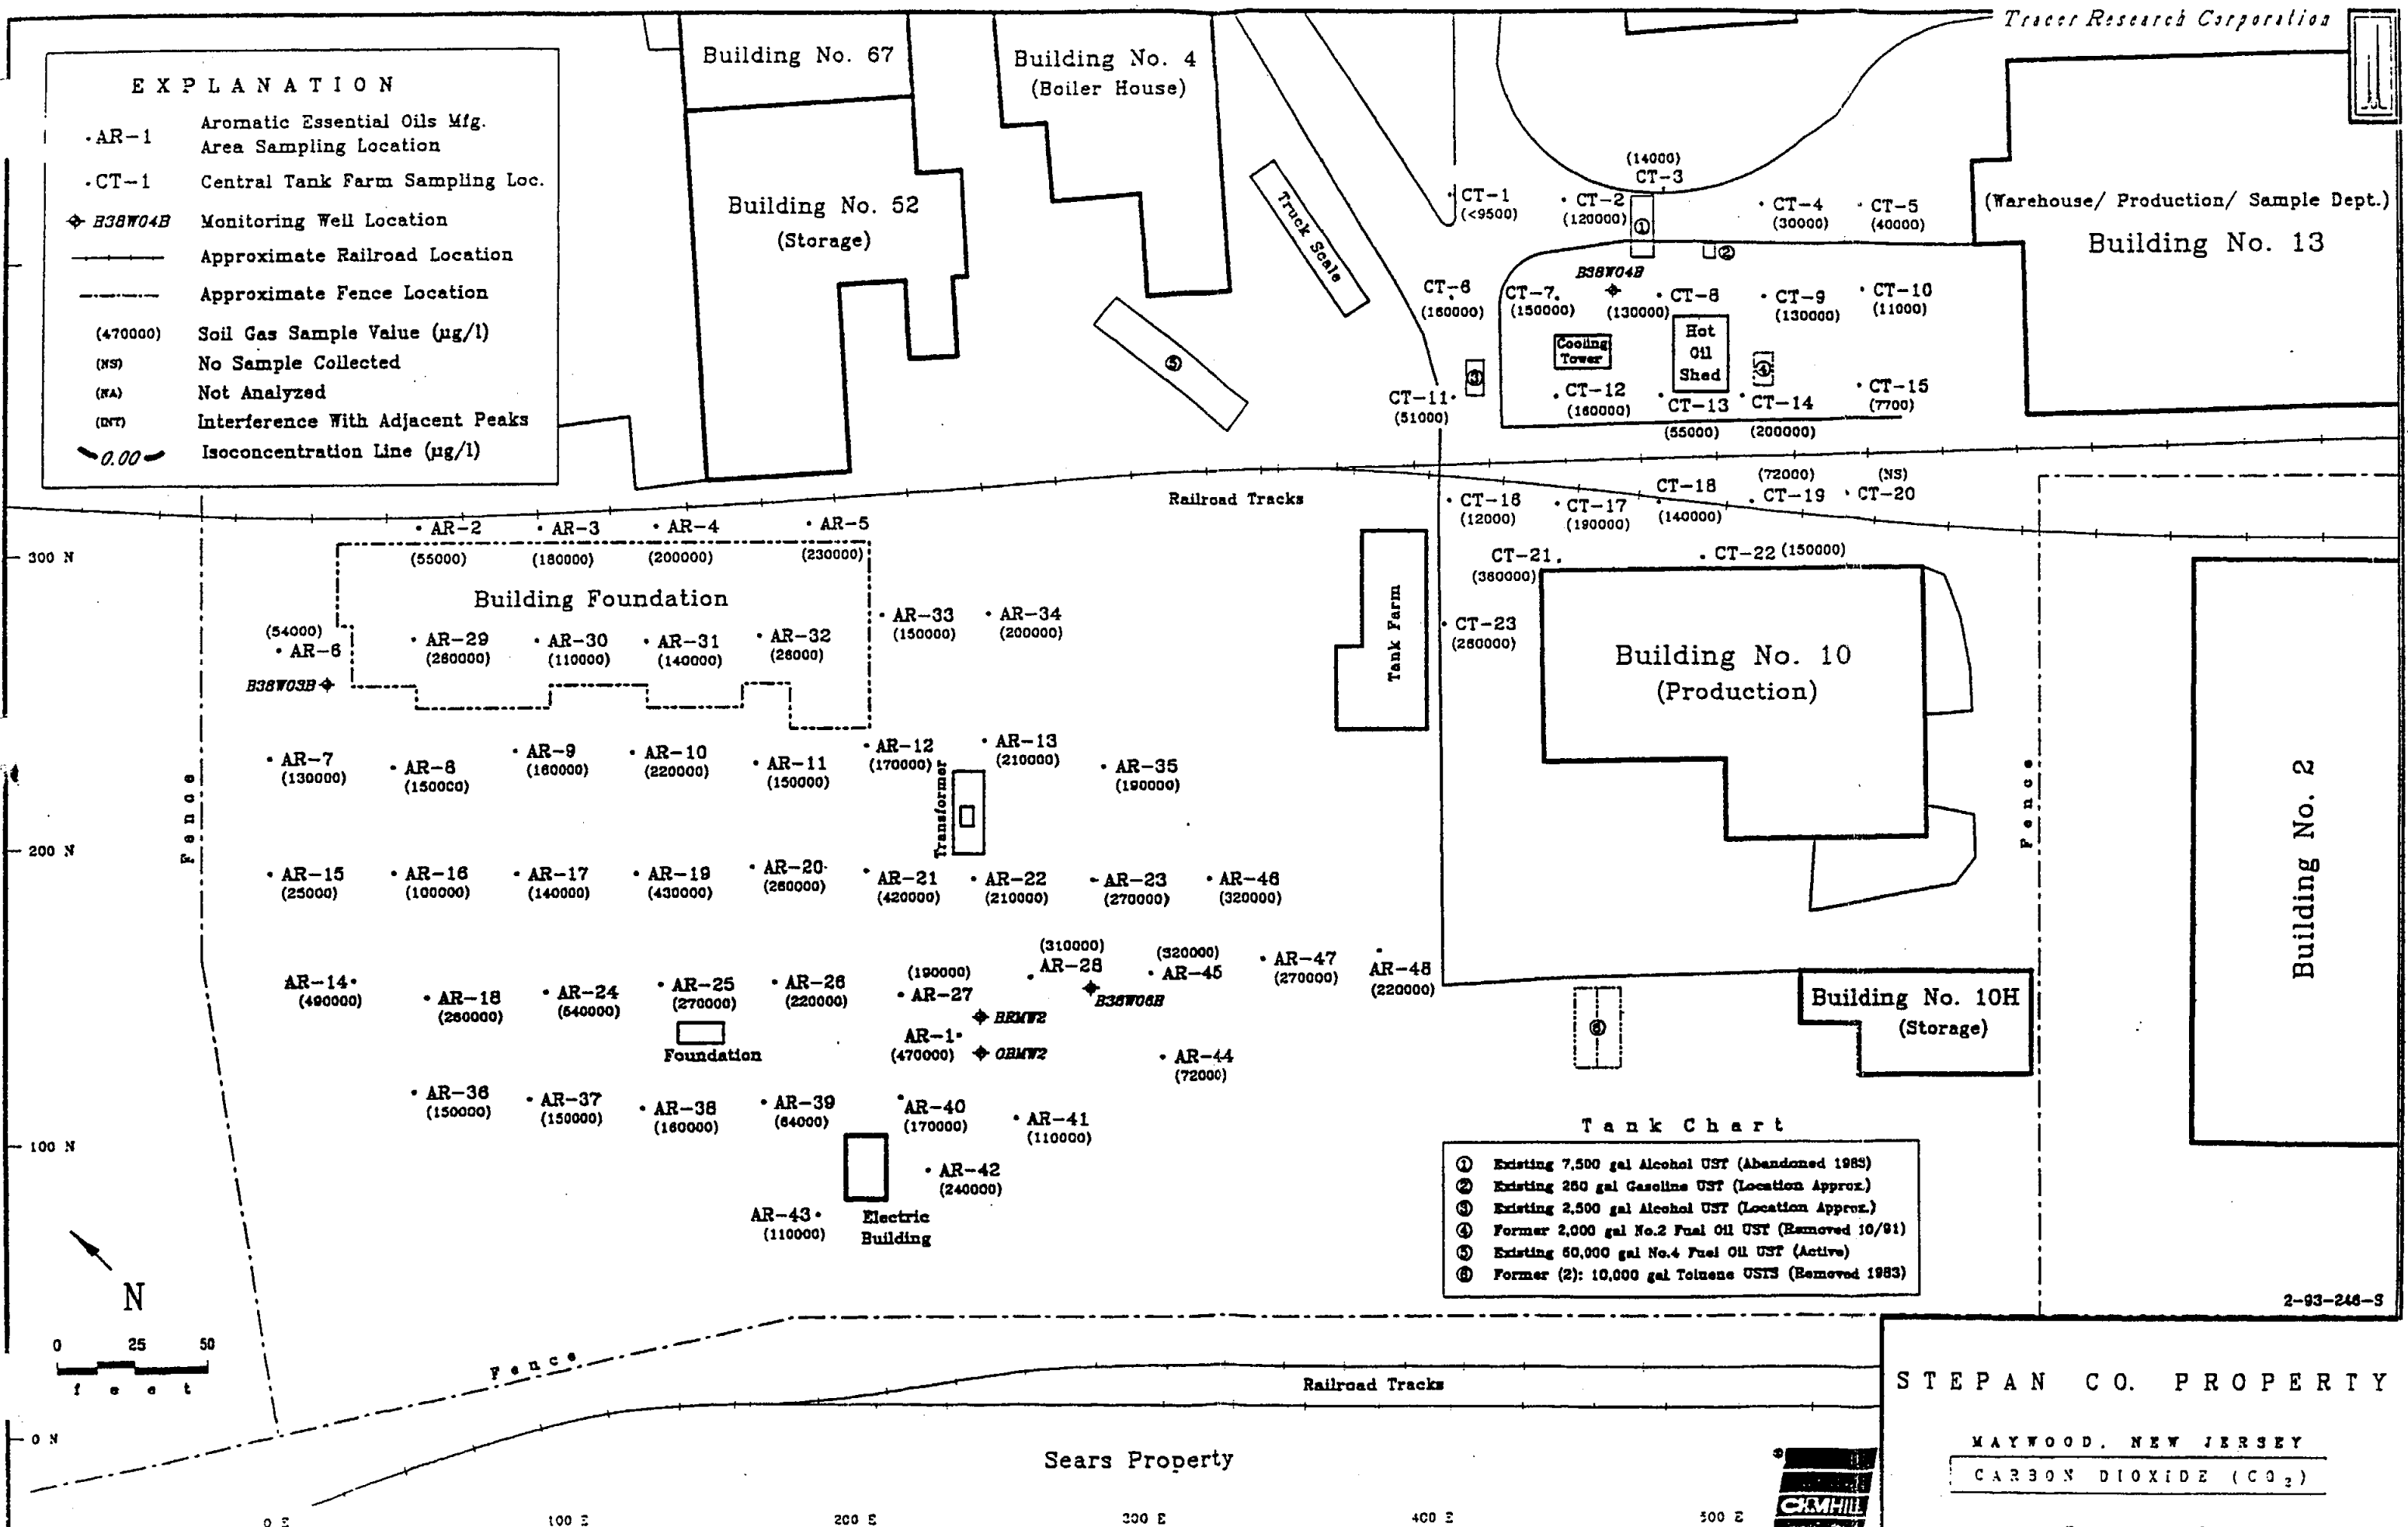 Tracer Research Corporation
EXPLANATION
AR-1 Aromatic Essential Oils Mfg.
Area Sampling Location
CT-1 Central Tank Farm Sampling Loc.
B38W04B Monitoring Well Location
Approximate Railroad Location
Approximate Fence Location
(470000) Soil Gas Sample Value (µg/l)
(NS) No Sample Collected
(NA) Not Analyzed
(INT) Interference With Adjacent Peaks
0.00 Isoconcentration Line (µg/l)
Building No. 67
Building No. 4
(Boiler House)
Building No. 52
(Storage)
Truck Scale
(Warehouse/ Production/ Sample Dept.)
Building No. 13
(14000)
CT-3
CT-1
(<9500)
CT-2
(120000)
①
CT-4
(30000)
CT-5
(40000)
②
B38W04B
CT-6
(160000)
CT-7
(150000)
CT-8
(130000)
CT-9
(130000)
CT-10
(11000)
Cooling
Tower
Hot
Oil
Shed
③
④
⑤
CT-11
(51000)
CT-12
(160000)
CT-13
(55000)
CT-14
(200000)
CT-15
(7700)
Railroad Tracks
CT-16
(12000)
CT-17
(190000)
CT-18
(140000)
(72000)
CT-19
(NS)
CT-20
CT-21
(380000)
CT-22 (150000)
CT-23
(260000)
300 N
AR-2
(55000)
AR-3
(180000)
AR-4
(200000)
AR-5
(230000)
Building Foundation
(54000)
AR-6
B38W03B
AR-29
(260000)
AR-30
(110000)
AR-31
(140000)
AR-32
(26000)
AR-33
(150000)
AR-34
(200000)
Tank Farm
Building No. 10
(Production)
Building No. 2
Fence
Fence
AR-7
(130000)
AR-8
(150000)
AR-9
(160000)
AR-10
(220000)
AR-11
(150000)
AR-12
(170000)
AR-13
(210000)
AR-35
(190000)
Transformer
200 N
AR-15
(25000)
AR-16
(100000)
AR-17
(140000)
AR-19
(430000)
AR-20
(260000)
AR-21
(420000)
AR-22
(210000)
AR-23
(270000)
AR-46
(320000)
AR-14
(490000)
AR-18
(260000)
AR-24
(540000)
AR-25
(270000)
AR-26
(220000)
(190000)
AR-27
(310000)
AR-28
(320000)
AR-45
AR-47
(270000)
AR-48
(220000)
B38W06B
BRMW2
Foundation
AR-1
(470000)
OBMW2
AR-44
(72000)
⑥
Building No. 10H
(Storage)
AR-36
(150000)
AR-37
(150000)
AR-38
(160000)
AR-39
(64000)
AR-40
(170000)
AR-41
(110000)
100 N
AR-42
(240000)
AR-43
(110000)
Electric
Building
Tank Chart
① Existing 7,500 gal Alcohol UST (Abandoned 1983)
② Existing 250 gal Gasoline UST (Location Approx.)
③ Existing 2,500 gal Alcohol UST (Location Approx.)
④ Former 2,000 gal No.2 Fuel Oil UST (Removed 10/91)
⑤ Existing 60,000 gal No.4 Fuel Oil UST (Active)
⑥ Former (2): 10,000 gal Toluene USTS (Removed 1983)
2-93-246-S
N
0 25 50
feet
Fence
Railroad Tracks
0 N
Sears Property
0 E 100 E 200 E 300 E 400 E 500 E
CH2M HILL
STEPAN CO. PROPERTY
MAYWOOD, NEW JERSEY
CARBON DIOXIDE (CO2)